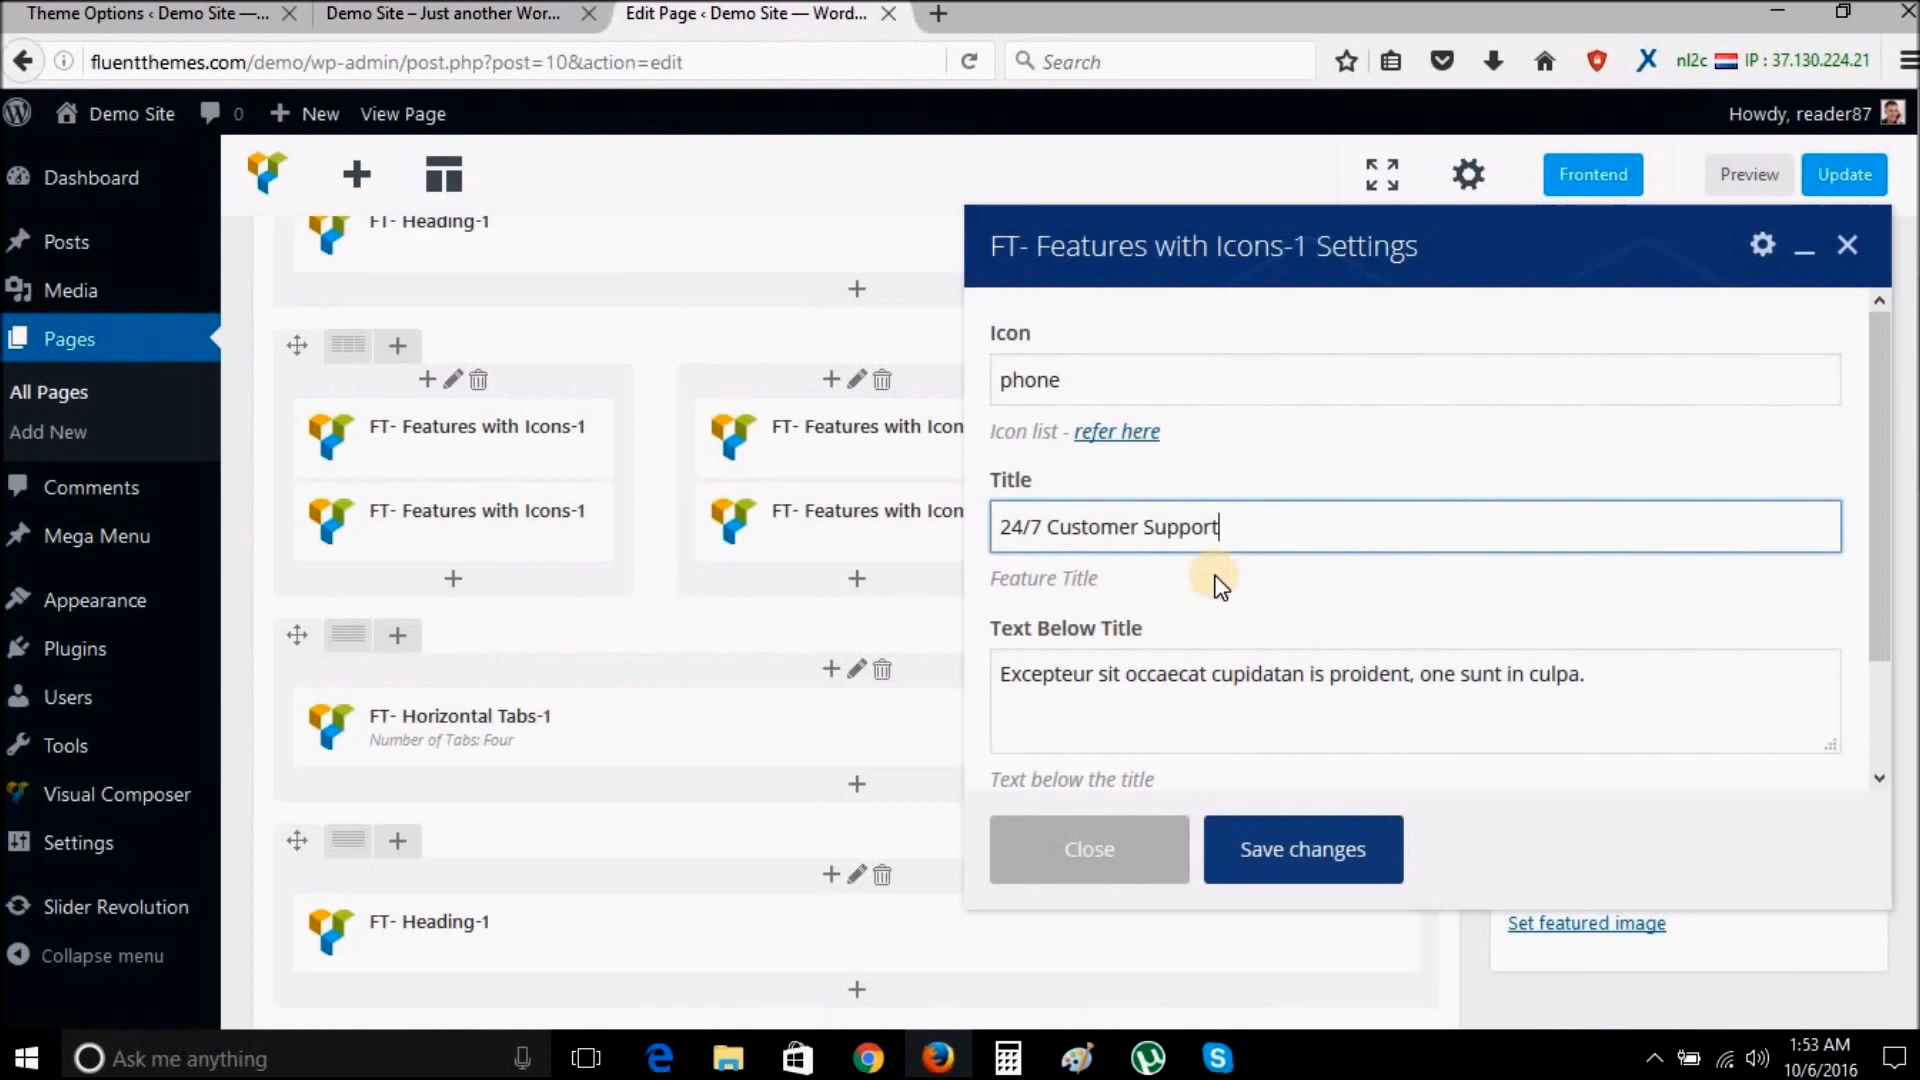 Theme Options ‹ Demo Site —...
Demo Site – Just another Wor...
Edit Page ‹ Demo Site — Word...
fluentthemes.com/demo/wp-admin/post.php?post=10&action=edit
Search
nl2c
IP : 37.130.224.21
Demo Site
0
New
View Page
Howdy, reader87
Dashboard
Posts
Media
Pages
All Pages
Add New
Comments
Mega Menu
Appearance
Plugins
Users
Tools
Visual Composer
Settings
Slider Revolution
Collapse menu
Frontend
Preview
Update
FT- Heading-1
FT- Features with Icons-1
FT- Features with Icon
FT- Features with Icons-1
FT- Features with Icon
FT- Horizontal Tabs-1
Number of Tabs: Four
FT- Heading-1
FT- Features with Icons-1 Settings
Icon
phone
Icon list - refer here
Title
24/7 Customer Support
Feature Title
Text Below Title
Excepteur sit occaecat cupidatan is proident, one sunt in culpa.
Text below the title
Close
Save changes
Set featured image
Ask me anything
1:53 AM
10/6/2016